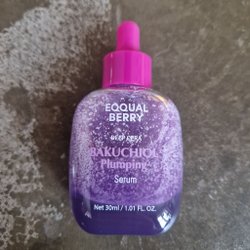 EQQUAL
BERRY
BAKUCHIOL
Plumping
Serum
Net 30ml / 1.01 FL. OZ.